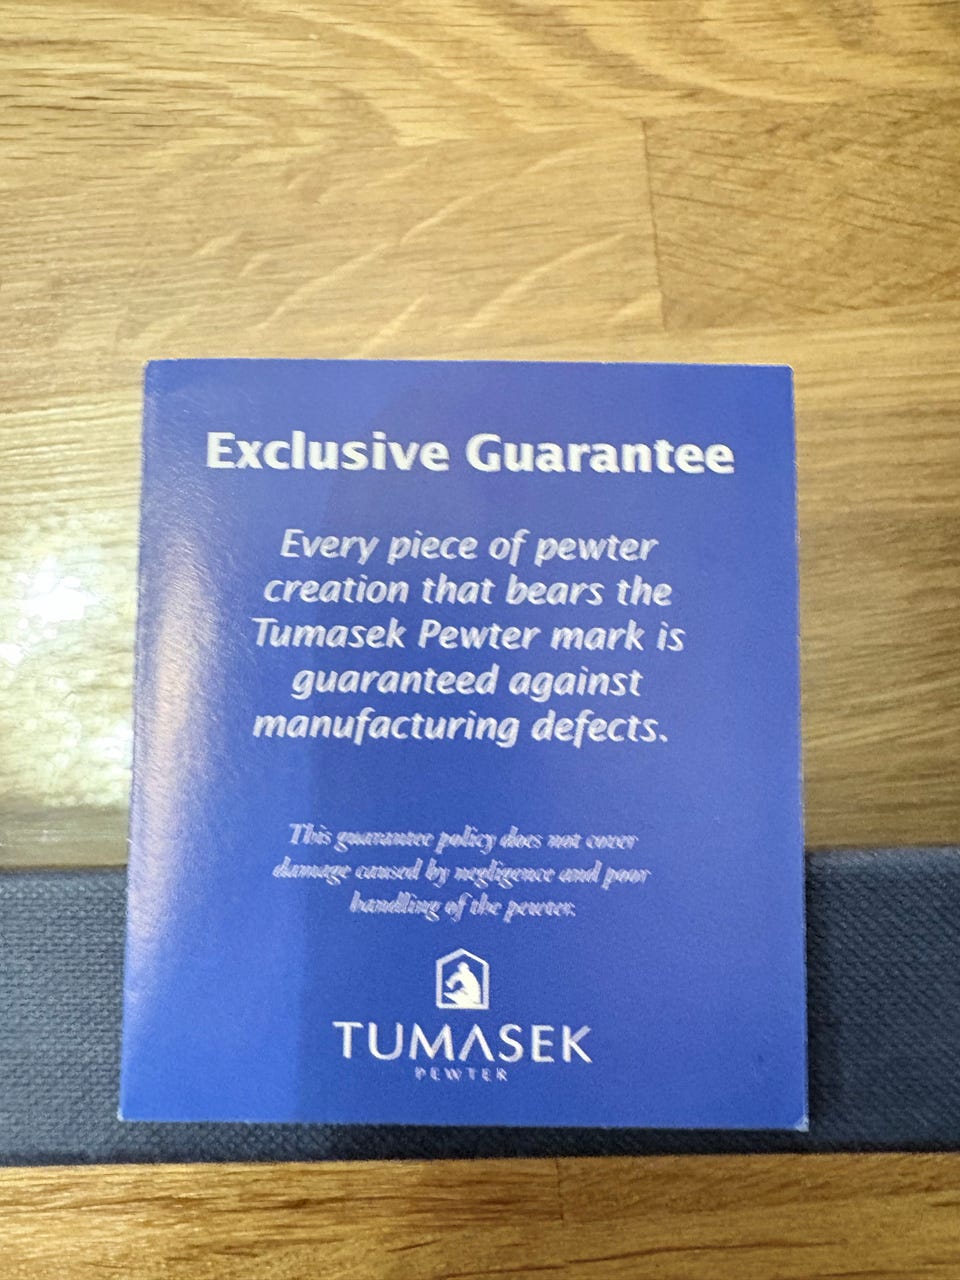 Exclusive Guarantee
Every piece of pewter
creation that bears the
Tumasek Pewter mark is
guaranteed against
manufacturing defects.
This guarantee policy does not cover
damage caused by negligence and poor
handling of the pewter.
TUMASEK
PEWTER